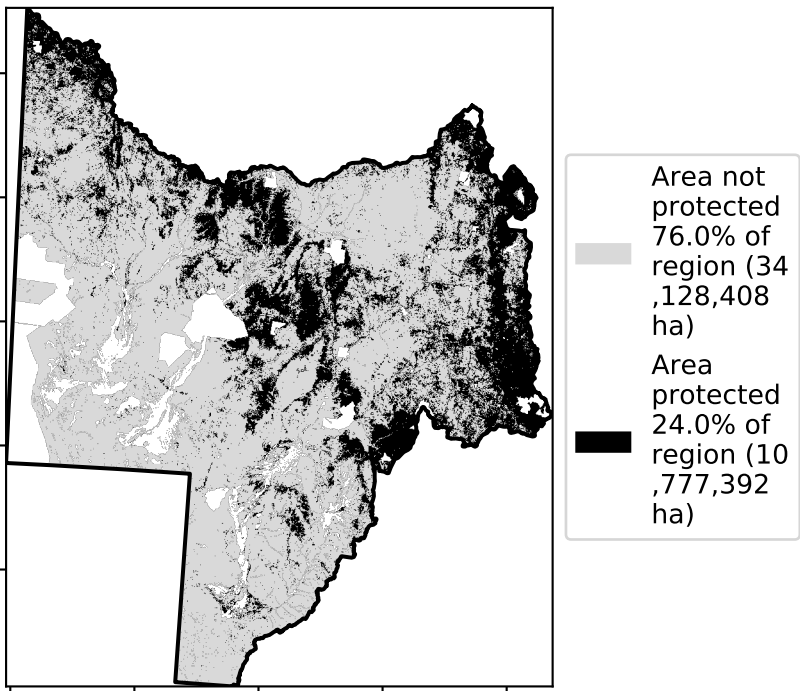 Area not
protected
76.0% of
region (34
,128,408
ha)
Area
protected
24.0% of
region (10
,777,392
ha)